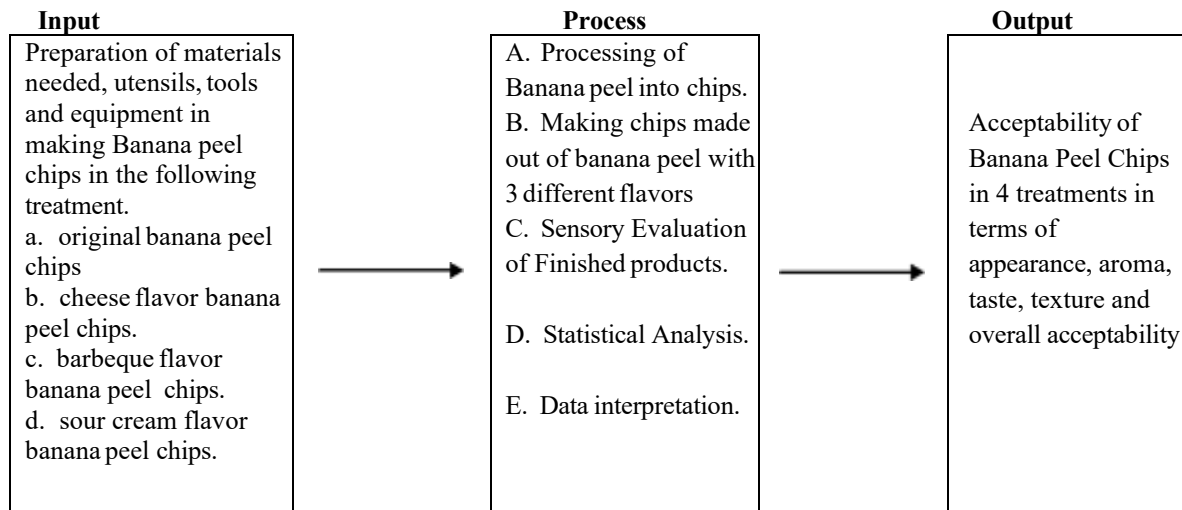 Input
Preparation of materials
needed, utensils, tools
and equipment in
making Banana peel
chips in the following
treatment.
a. original banana peel
chips
b. cheese flavor banana
peel chips.
c. barbeque flavor
banana peel chips.
d. sour cream flavor
banana peel chips.
Process
A. Processing of
Banana peel into chips.
B. Making chips made
out of banana peel with
3 different flavors
C. Sensory Evaluation
of Finished products.
D. Statistical Analysis.
E. Data interpretation.
Output
Acceptability of
Banana Peel Chips
in 4 treatments in
terms of
appearance, aroma,
taste, texture and
overall acceptability